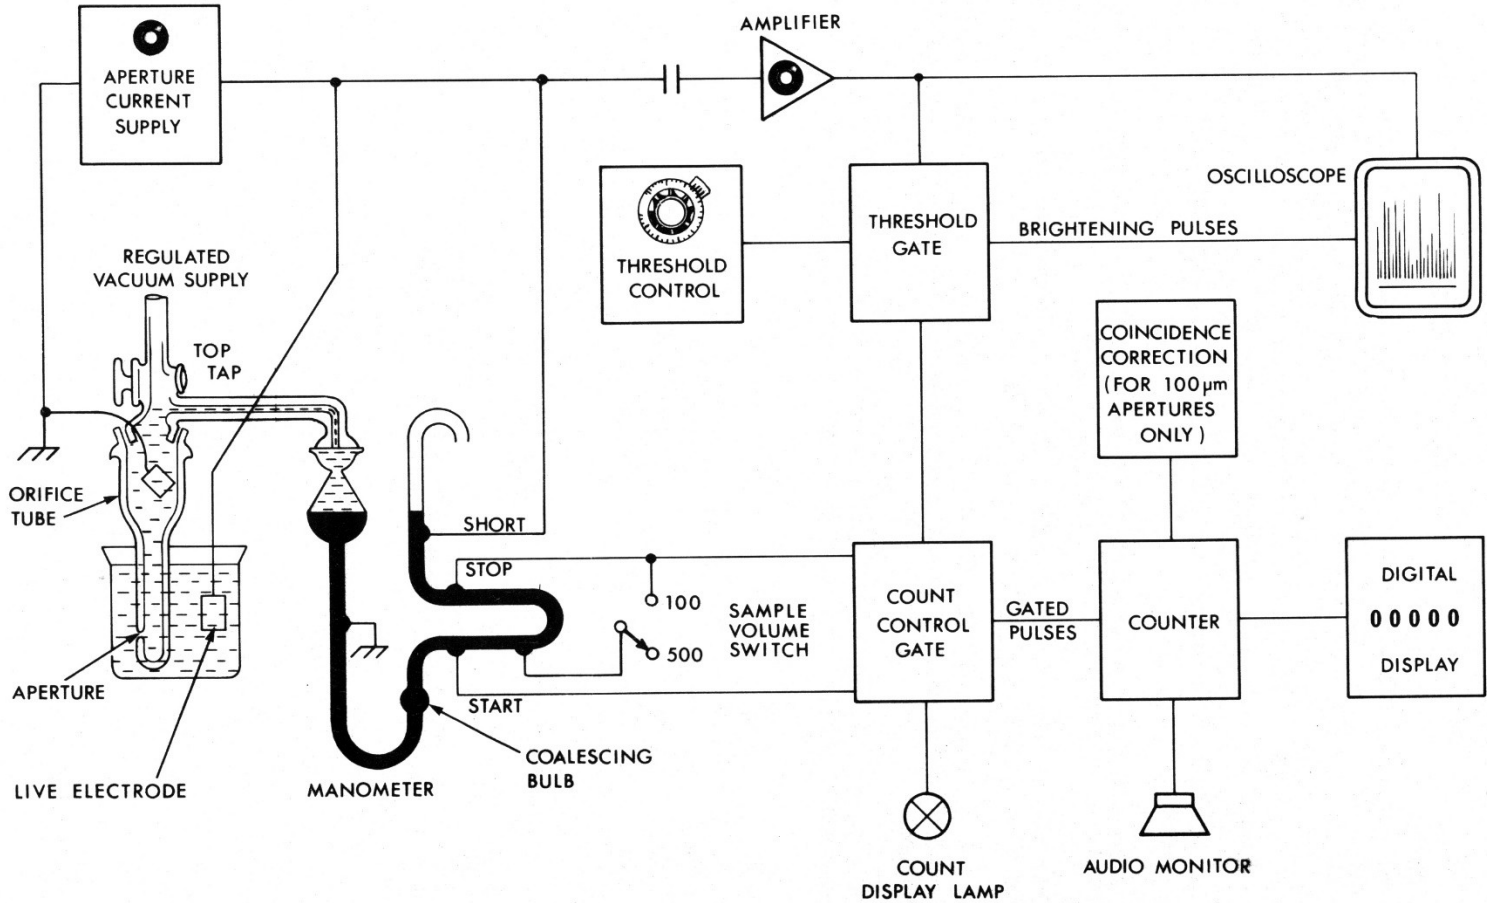 AMPLIFIER
APERTURE
CURRENT
SUPPLY
OSCILLOSCOPE
THRESHOLD
CONTROL
THRESHOLD
GATE
BRIGHTENING PULSES
REGULATED
VACUUM SUPPLY
TOP
TAP
COINCIDENCE
CORRECTION
(FOR 100µm
APERTURES
ONLY)
ORIFICE
TUBE
SHORT
STOP
100
500
SAMPLE
VOLUME
SWITCH
START
COUNT
CONTROL
GATE
GATED
PULSES
COUNTER
DIGITAL
00000
DISPLAY
APERTURE
LIVE ELECTRODE
MANOMETER
COALESCING
BULB
COUNT
DISPLAY LAMP
AUDIO MONITOR